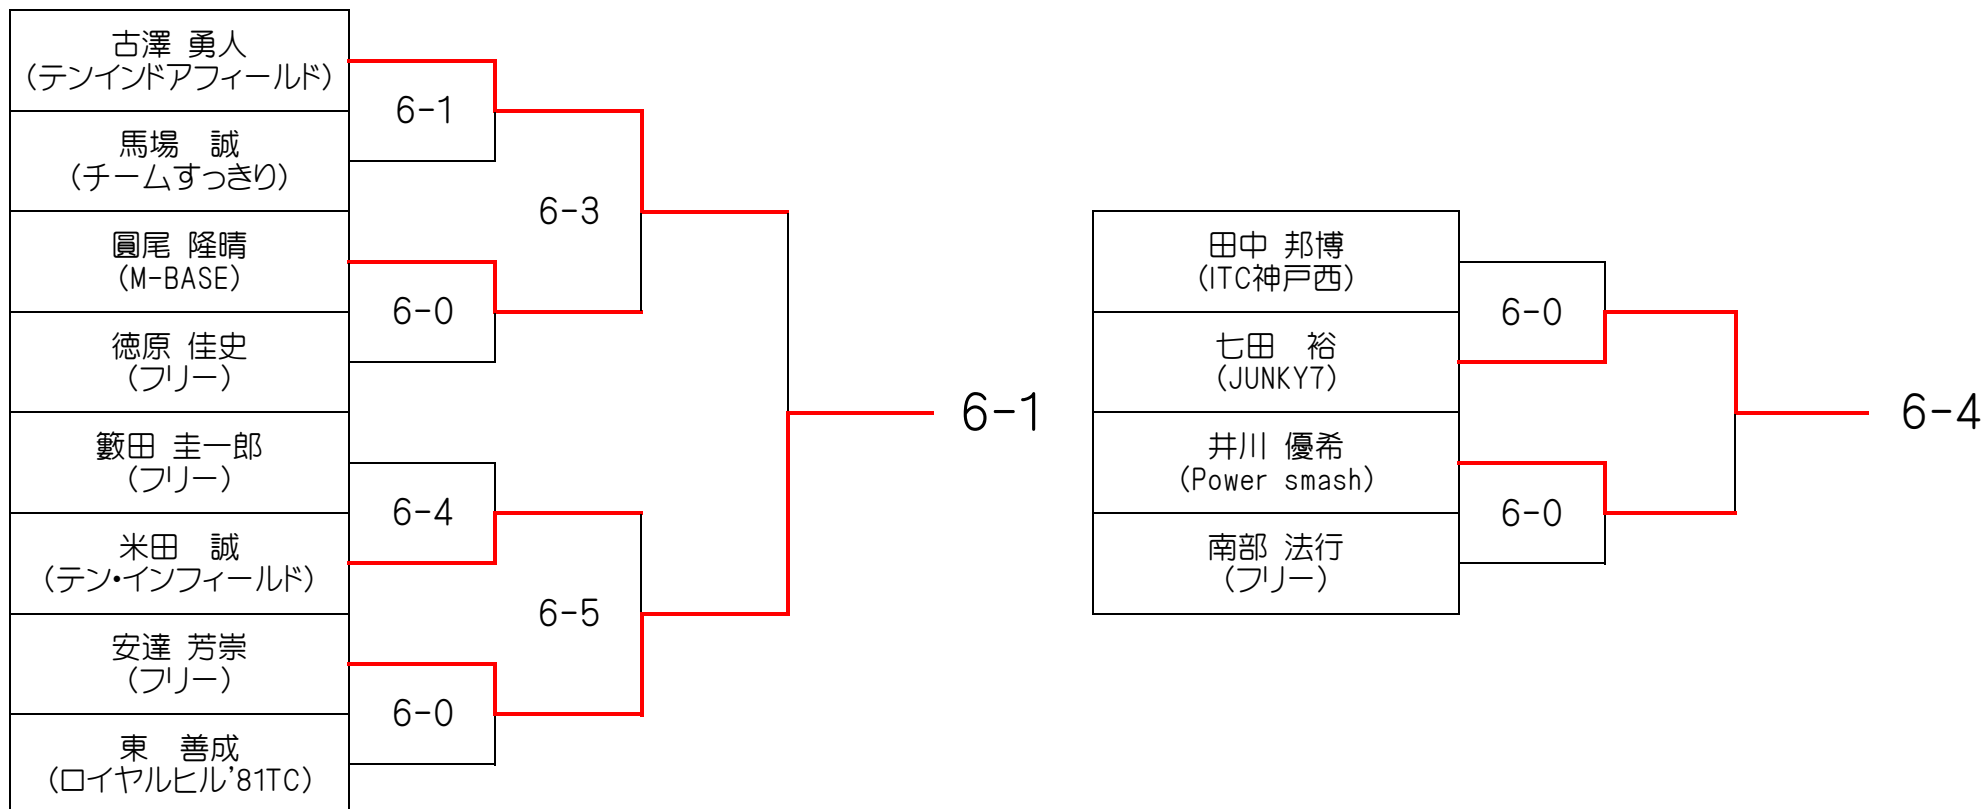 古澤 勇人
(テンインドアフィールド)
6-1
馬場　誠
(チームすっきり)
6-3
圓尾 隆晴
(M-BASE)
6-0
徳原 佳史
(フリー)
籔田 圭一郎
(フリー)
6-4
米田　誠
(テン・インフィールド)
6-5
安達 芳崇
(フリー)
6-0
東　善成
(ロイヤルヒル'81TC)
6-1
田中 邦博
(ITC神戸西)
6-0
七田　裕
(JUNKY7)
井川 優希
(Power smash)
6-0
南部 法行
(フリー)
6-4